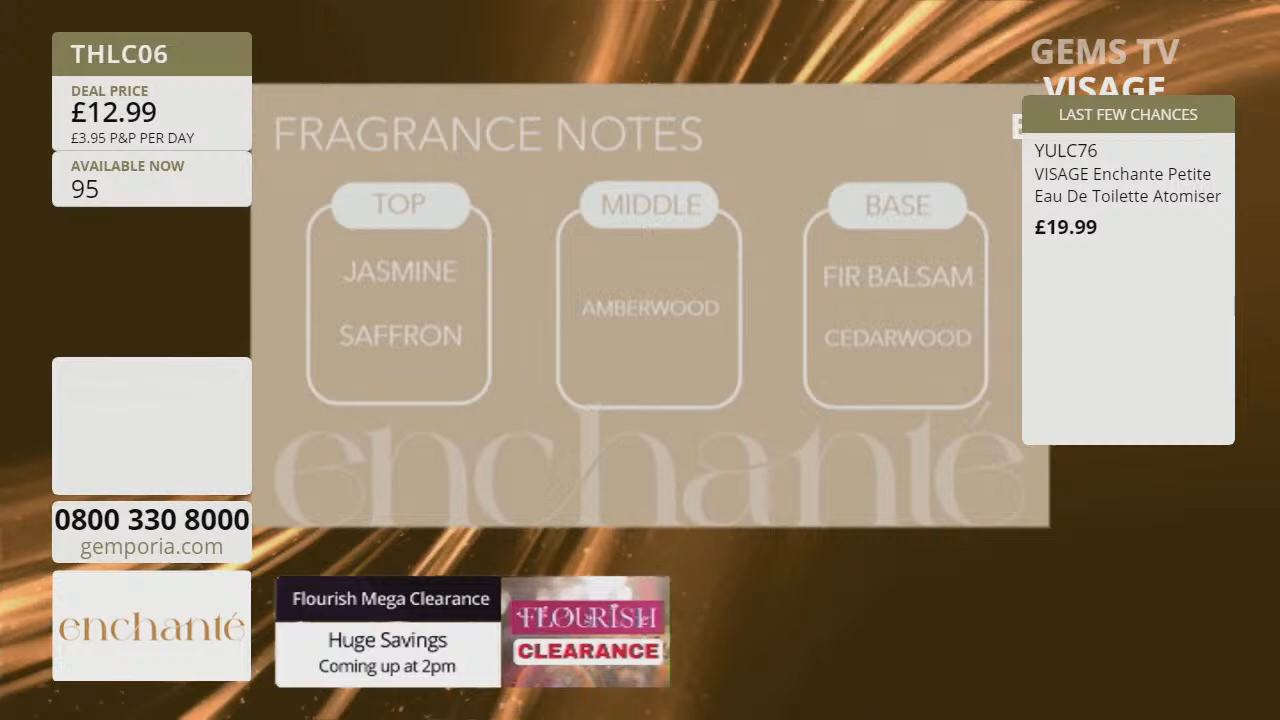 THLC06
DEAL PRICE
£12.99
£3.95 P&P PER DAY
AVAILABLE NOW
95
0800 330 8000
gemporia.com
enchanté
FRAGRANCE NOTES
TOP
JASMINE
SAFFRON
MIDDLE
AMBERWOOD
BASE
FIR BALSAM
CEDARWOOD
enchanté
Flourish Mega Clearance
Huge Savings
Coming up at 2pm
FLOURISH
CLEARANCE
GEMS TV
VISAGE
LAST FEW CHANCES
YULC76
VISAGE Enchante Petite
Eau De Toilette Atomiser
£19.99